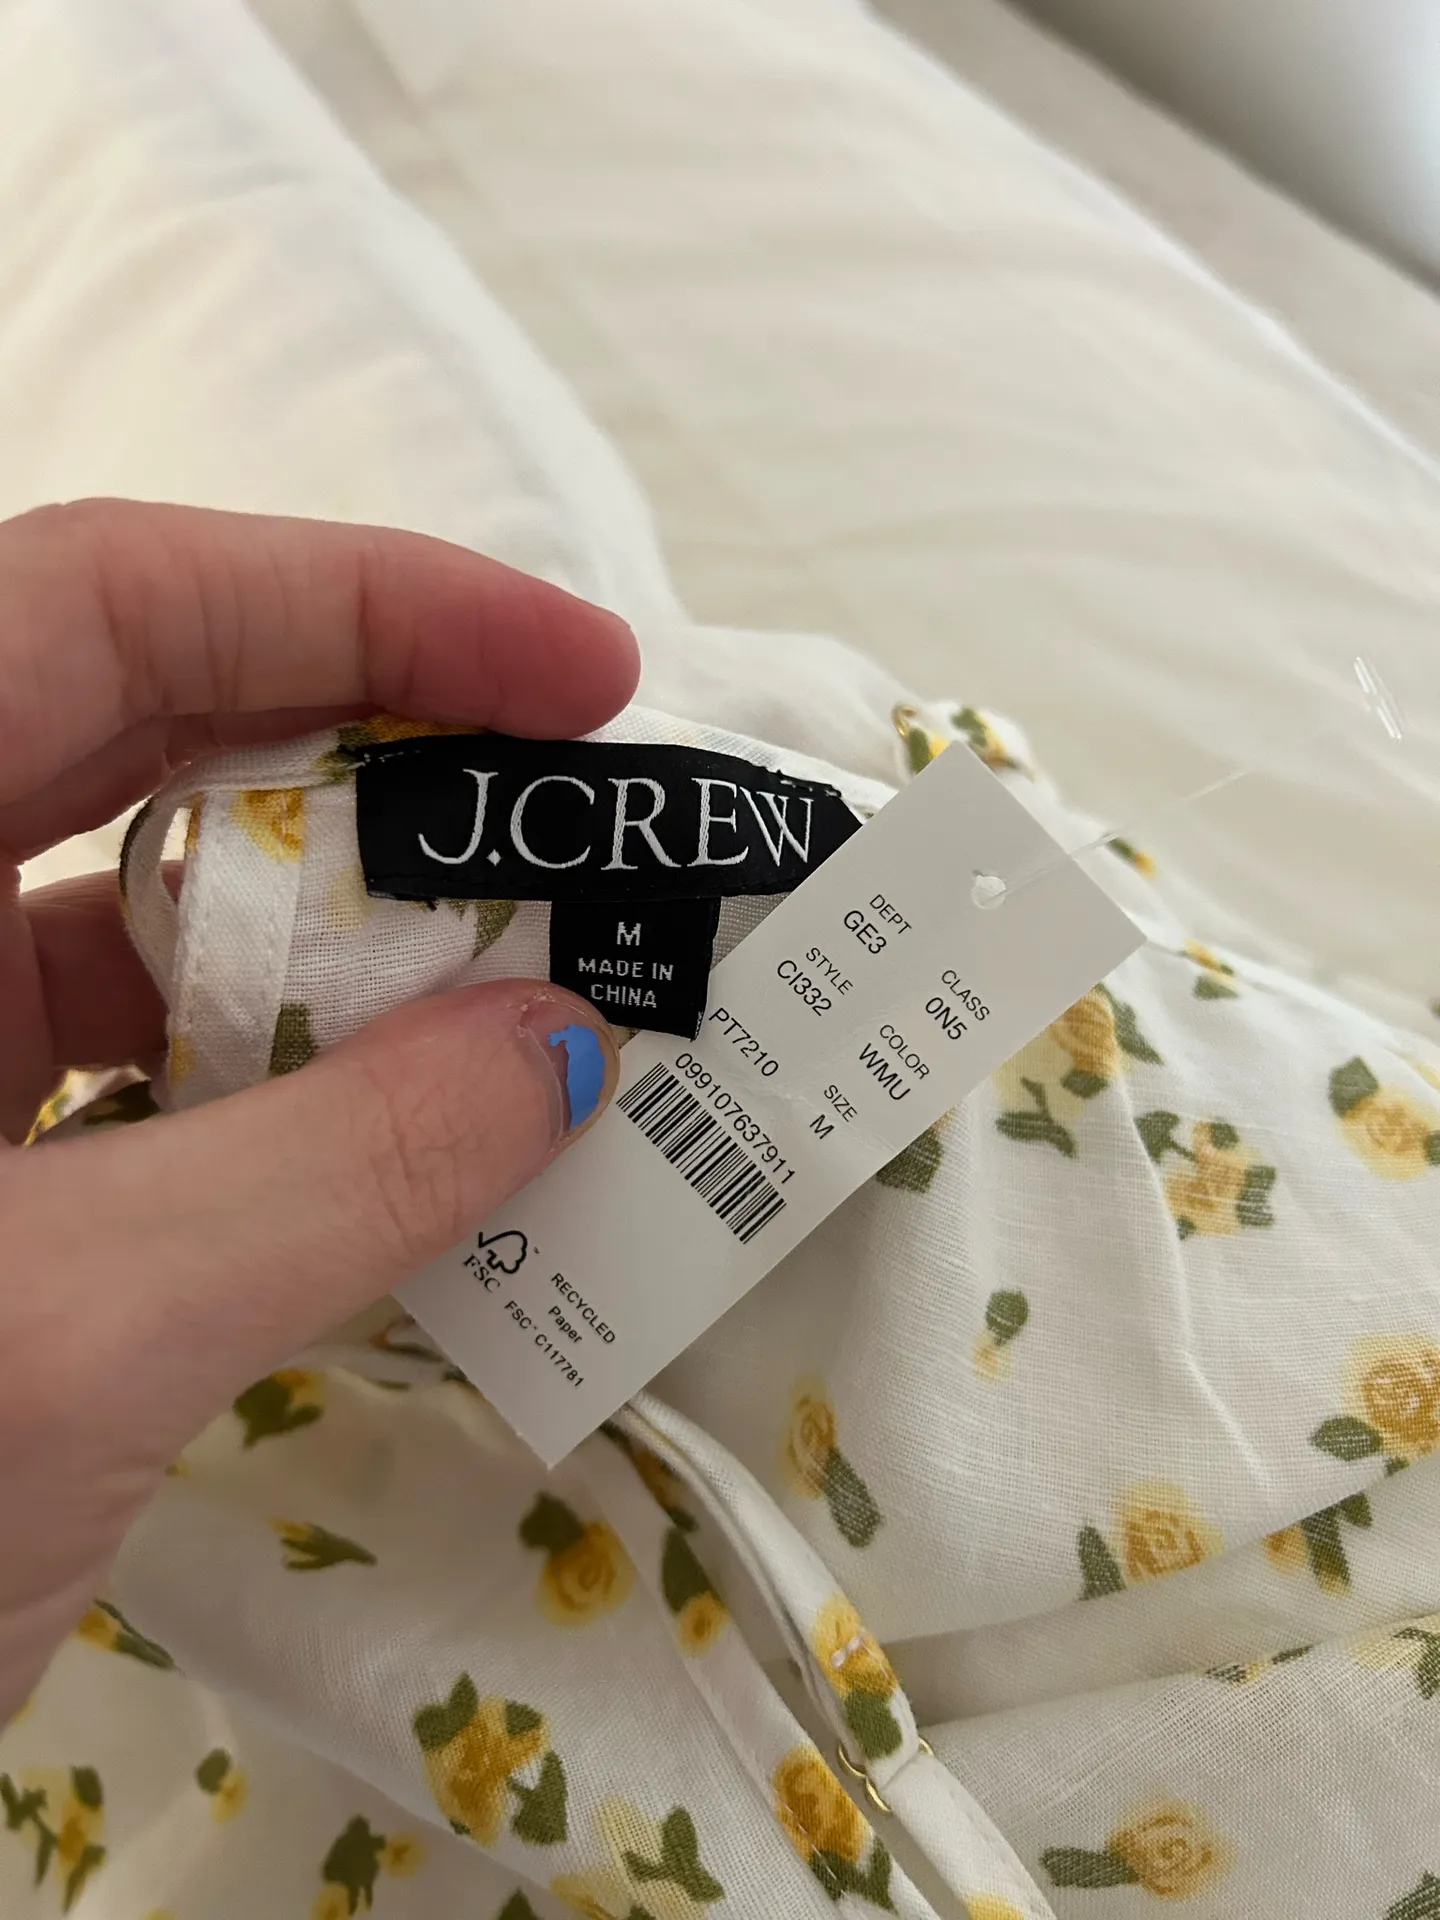 J.CREW
M
MADE IN
CHINA
DEPT
GE3
CLASS
0N5
STYLE
CI332
COLOR
WMU
PT7210
SIZE
M
099107637911
FSC
RECYCLED
Paper
FSC® C117781